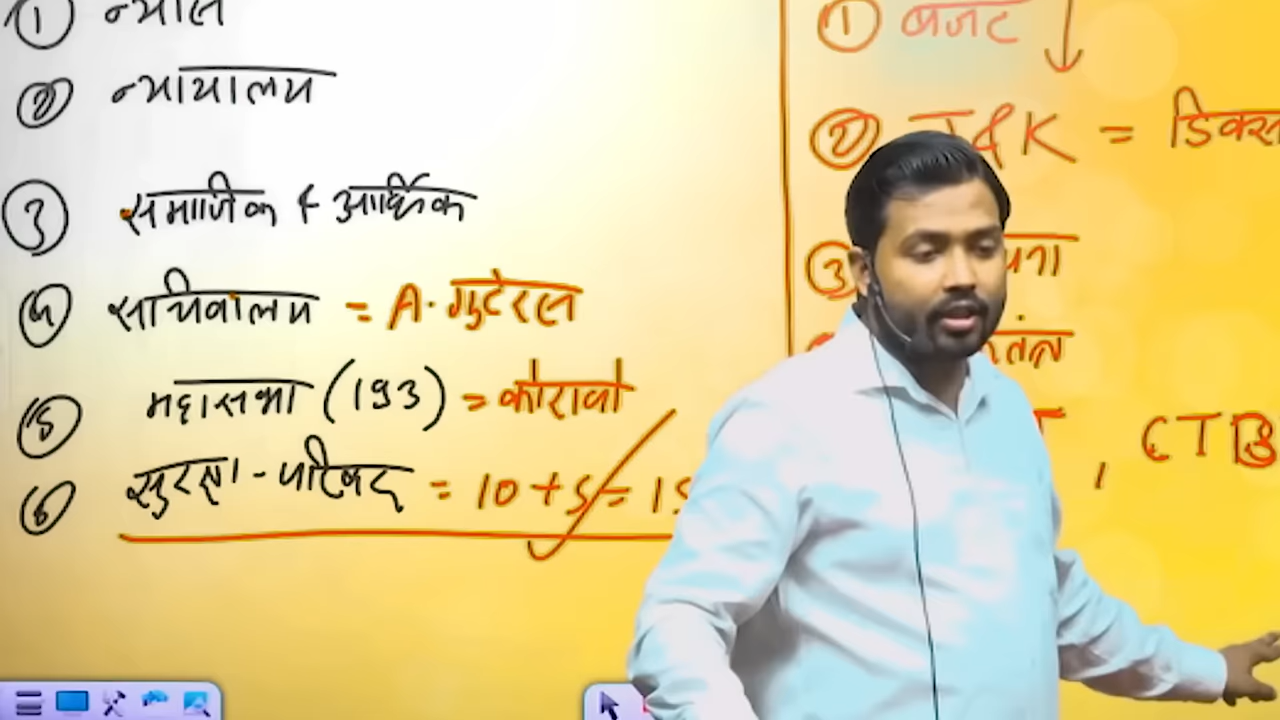 ① न्यास
② न्यायालय
③ समाजिक & आर्थिक
④ सचिवालय = A. गुटेरस
⑤ महासभा (193) = कोरावो
⑥ सुरक्षा-परिषद् = 10+5=15
① बजट ↓
② J&K =
③
, CTB